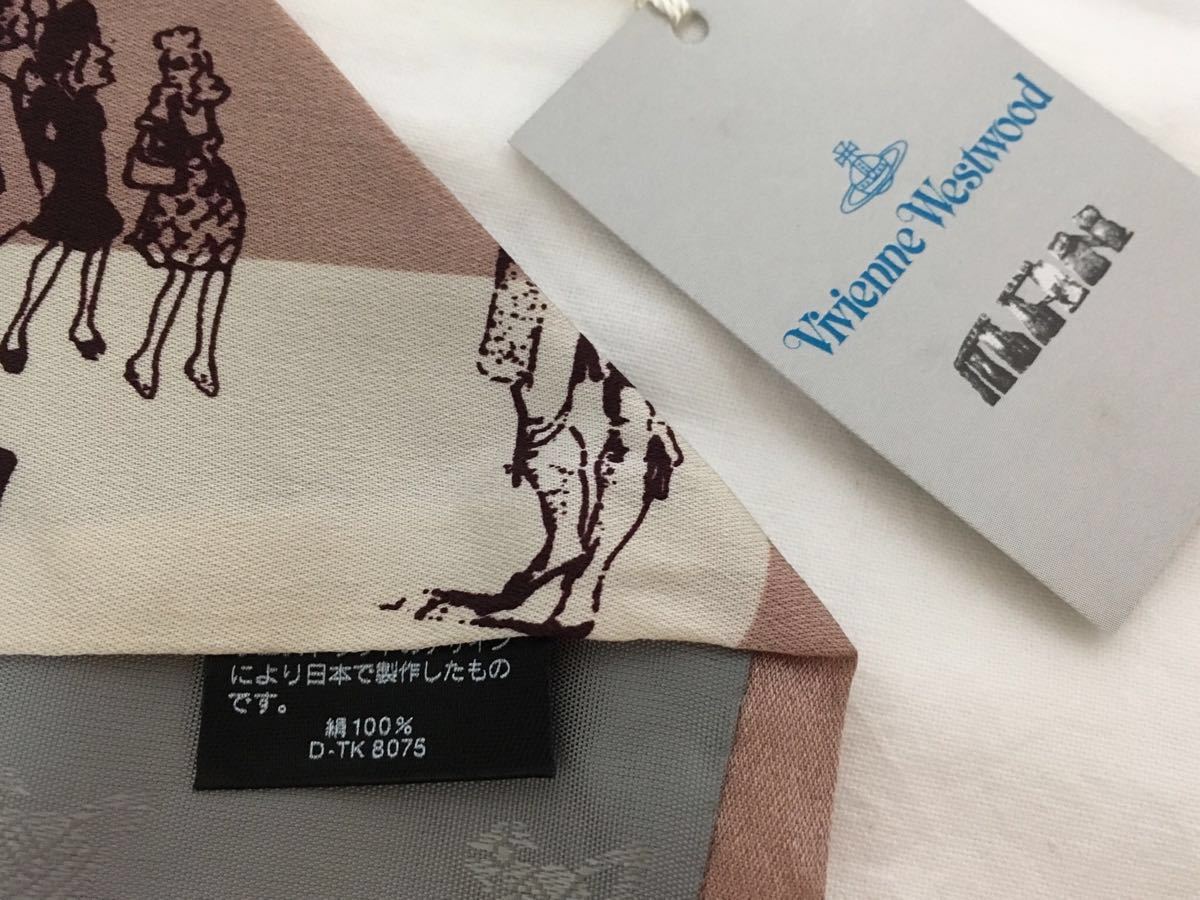 Vivienne Westwood
MAN
により日本で製作したもの
です。
絹100%
D-TK 8075